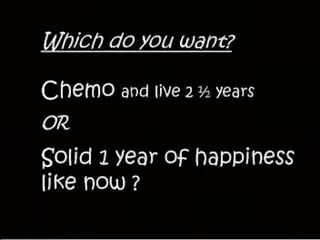 Which do you want?
Chemo and live 2 ½ years
OR
Solid 1 year of happiness
like now ?